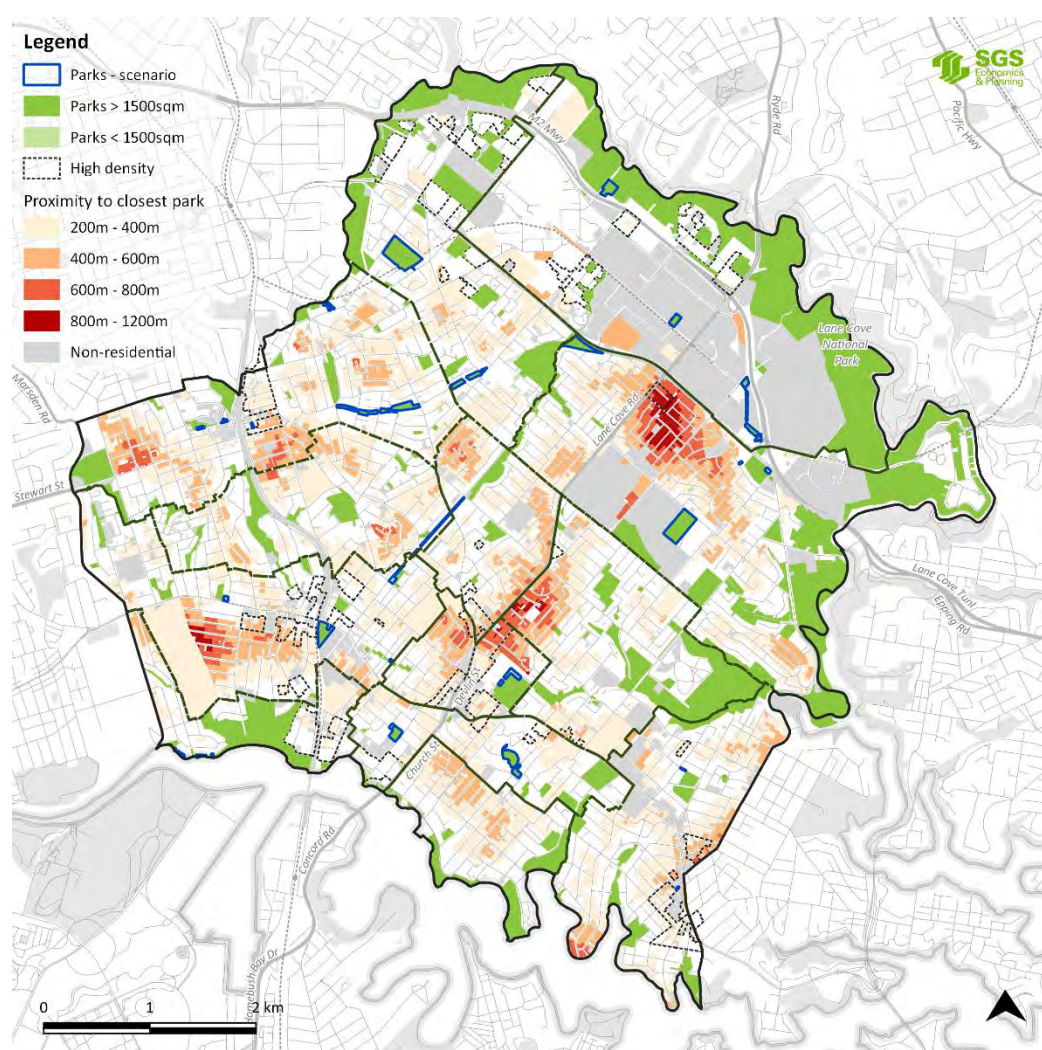 Legend
Parks - scenario
Parks > 1500sqm
Parks < 1500sqm
High density
Proximity to closest park
200m - 400m
400m - 600m
600m - 800m
800m - 1200m
Non-residential
SGS
Economics
& Planning
M2 Mwy
Ryde Rd
Pacific Hwy
Lane Cove
National
Park
Marsden Rd
Lane Cove Rd
Stewart St
Lane Cove Tunl
Epping Rd
Devlin St
Church St
Concord Rd
Homebush Bay Dr
0 1 2 km